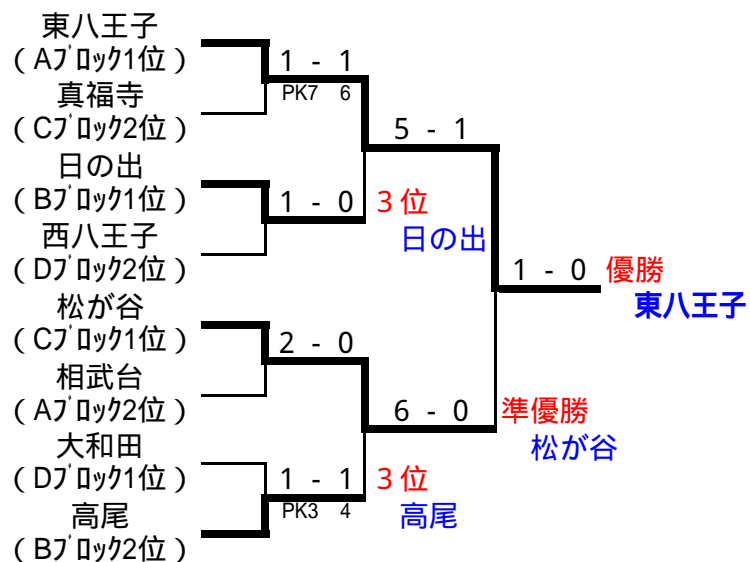 東八王子
(Aブロック1位)
1 - 1
PK7 6
真福寺
(Cブロック2位)
5 - 1
日の出
(Bブロック1位)
1 - 0
3位
日の出
西八王子
(Dブロック2位)
1 - 0
優勝
東八王子
松が谷
(Cブロック1位)
2 - 0
相武台
(Aブロック2位)
6 - 0
準優勝
松が谷
大和田
(Dブロック1位)
1 - 1
PK3 4
3位
高尾
高尾
(Bブロック2位)